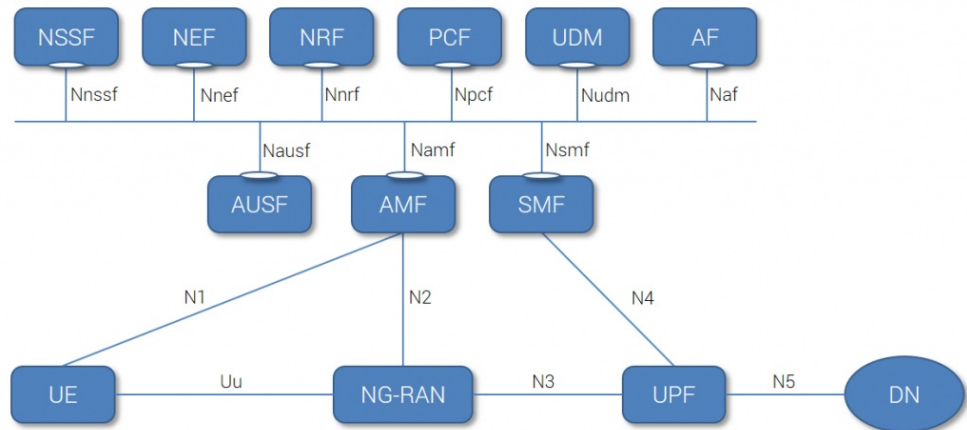 NSSF
NEF
NRF
PCF
UDM
AF
Nnssf
Nnef
Nnrf
Npcf
Nudm
Naf
Nausf
Namf
Nsmf
AUSF
AMF
SMF
N1
N2
N4
UE
Uu
NG-RAN
N3
UPF
N5
DN